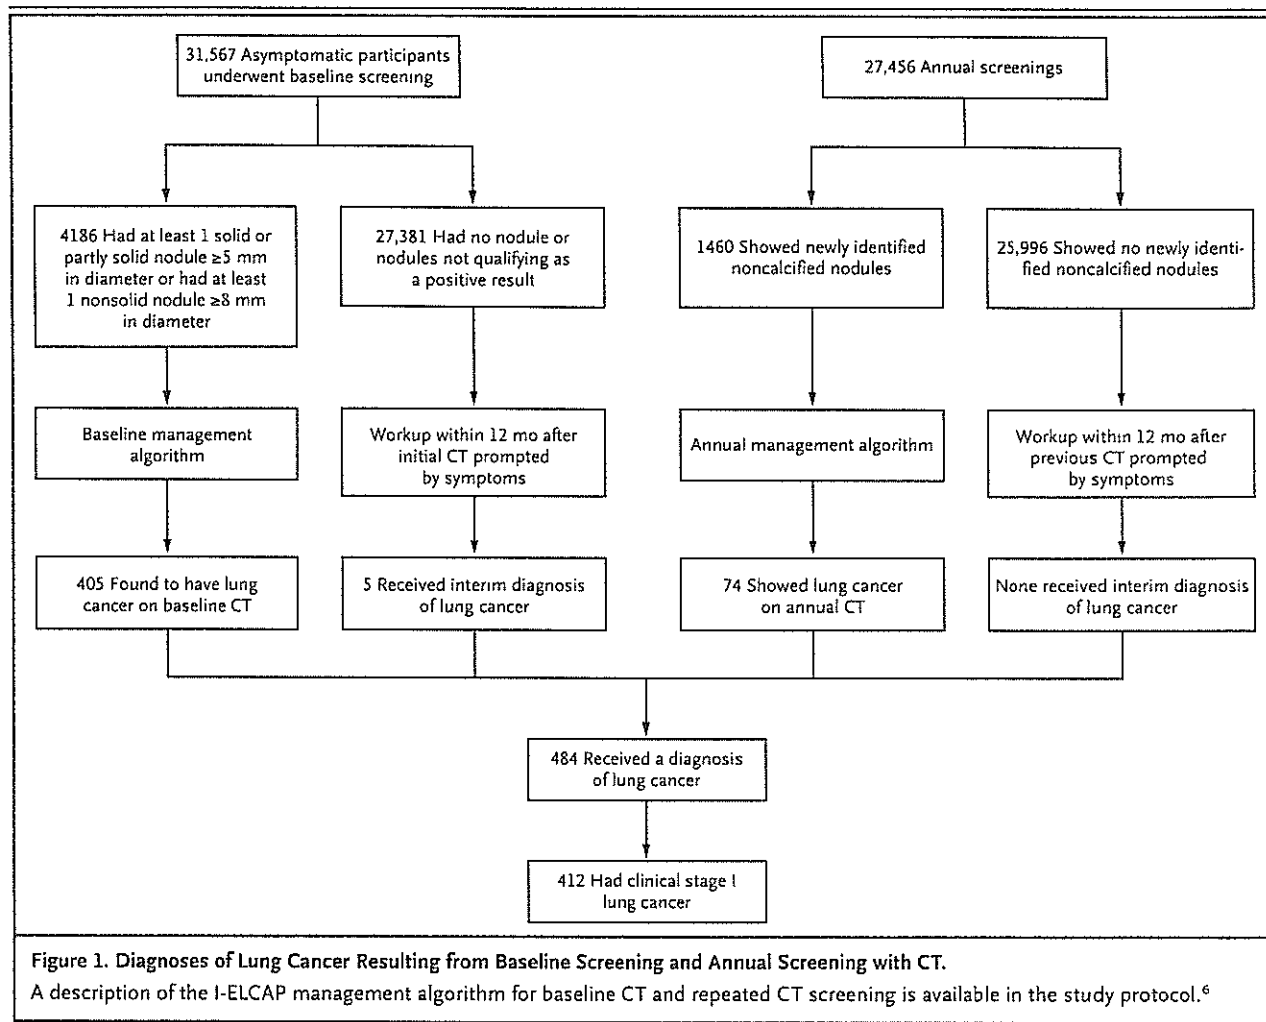 31,567 Asymptomatic participants
underwent baseline screening
27,456 Annual screenings
4186 Had at least 1 solid or
partly solid nodule ≥5 mm
in diameter or had at least
1 nonsolid nodule ≥8 mm
in diameter
27,381 Had no nodule or
nodules not qualifying as
a positive result
1460 Showed newly identified
noncalcified nodules
25,996 Showed no newly identi-
fied noncalcified nodules
Baseline management
algorithm
Workup within 12 mo after
initial CT prompted
by symptoms
Annual management algorithm
Workup within 12 mo after
previous CT prompted
by symptoms
405 Found to have lung
cancer on baseline CT
5 Received interim diagnosis
of lung cancer
74 Showed lung cancer
on annual CT
None received interim diagnosis
of lung cancer
484 Received a diagnosis
of lung cancer
412 Had clinical stage I
lung cancer
Figure 1. Diagnoses of Lung Cancer Resulting from Baseline Screening and Annual Screening with CT.
A description of the I-ELCAP management algorithm for baseline CT and repeated CT screening is available in the study protocol.⁶